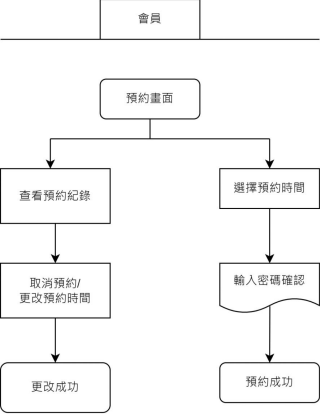 會員
預約畫面
查看預約紀錄
選擇預約時間
取消預約/
更改預約時間
輸入密碼確認
更改成功
預約成功